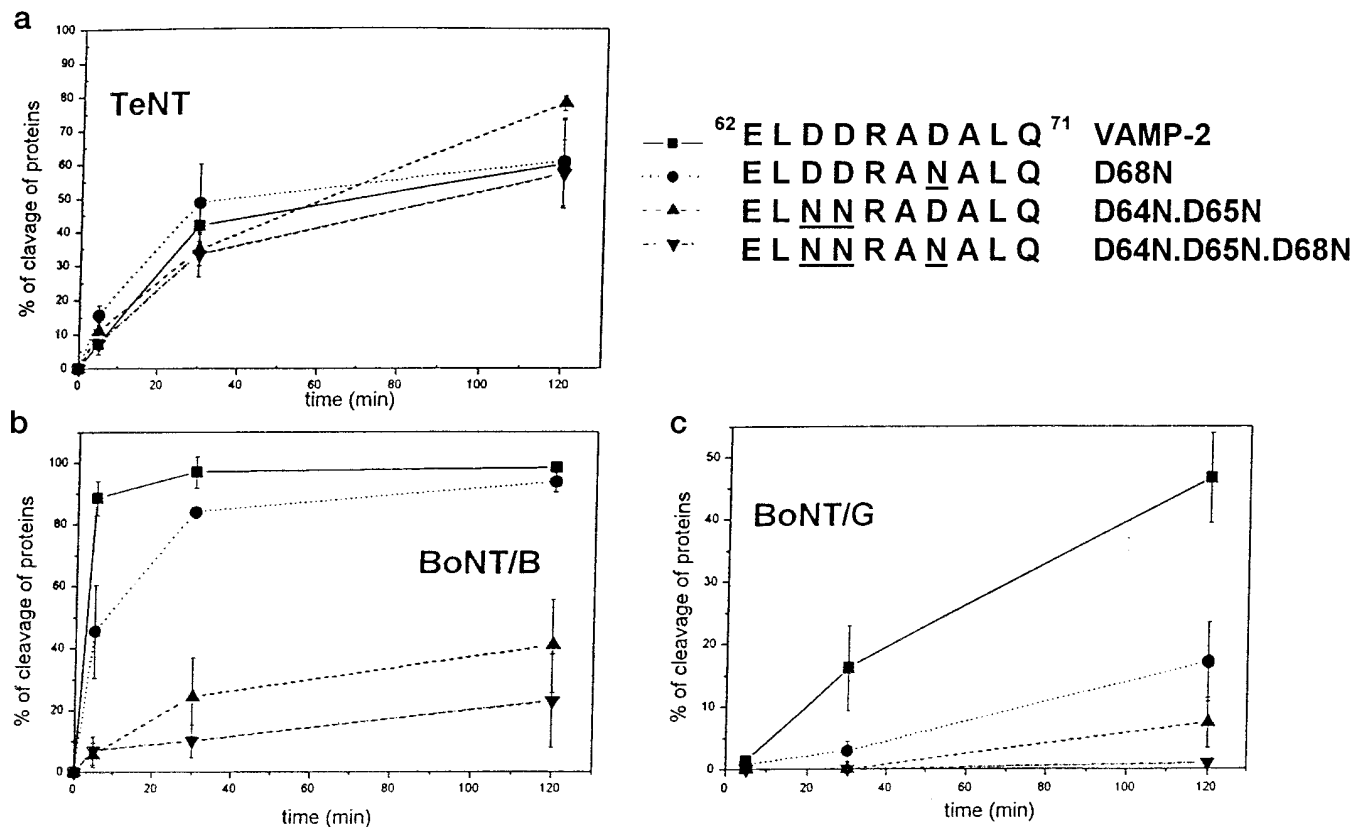 a
100
90
80
70
60
50
40
30
20
10
0
% of clavage of proteins
TeNT
0 20 40 60 80 100 120
time (min)
62 E L D D R A D A L Q 71 VAMP-2
E L D D R A N A L Q D68N
E L N N R A D A L Q D64N.D65N
E L N N R A N A L Q D64N.D65N.D68N
b
100
80
60
40
20
0
% of cleavage of proteins
BoNT/B
0 20 40 60 80 100 120
time (min)
c
50
40
30
20
10
0
% of cleavage of proteins
BoNT/G
0 20 40 60 80 100 120
time (min)